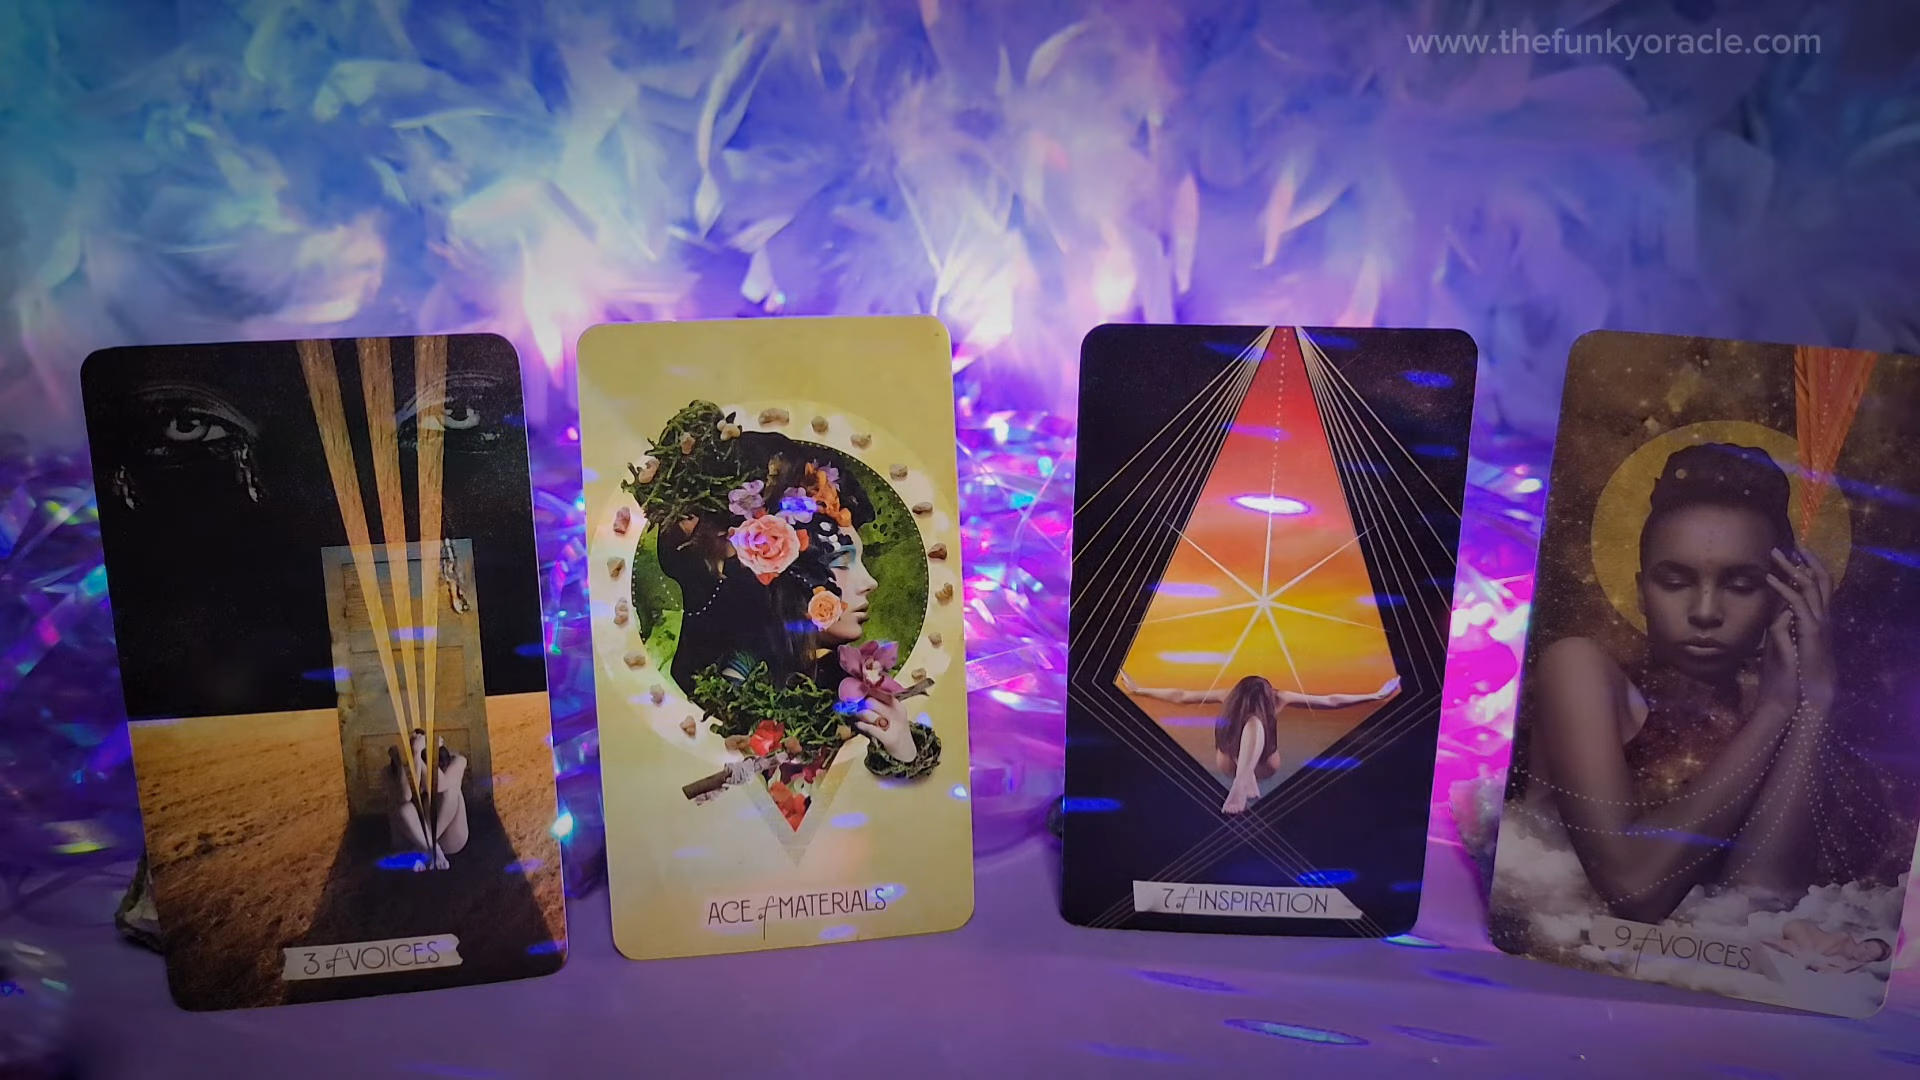 www.thefunkyoracle.com
3 of VOICES
ACE of MATERIALS
7 of INSPIRATION
9 of VOICES